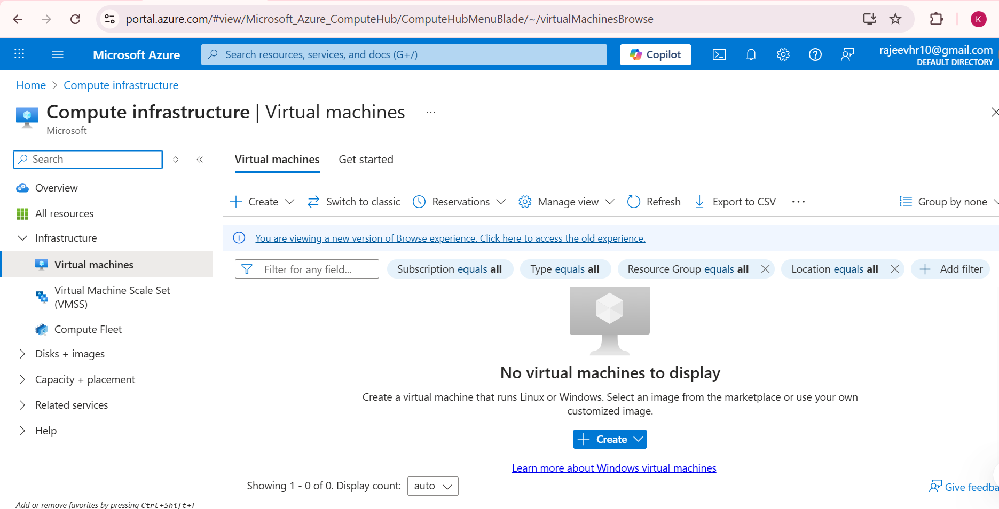 portal.azure.com/#view/Microsoft_Azure_ComputeHub/ComputeHubMenuBlade/~/virtualMachinesBrowse
K
Microsoft Azure
Search resources, services, and docs (G+/)
Copilot
rajeevhr10@gmail.com
DEFAULT DIRECTORY
Home > Compute infrastructure
Compute infrastructure | Virtual machines ...
Microsoft
Search
Overview
All resources
Infrastructure
Virtual machines
Virtual Machine Scale Set
(VMSS)
Compute Fleet
Disks + images
Capacity + placement
Related services
Help
Add or remove favorites by pressing Ctrl+Shift+F
Virtual machines Get started
Create Switch to classic Reservations Manage view Refresh Export to CSV ... Group by none
You are viewing a new version of Browse experience. Click here to access the old experience.
Filter for any field... Subscription equals all Type equals all Resource Group equals all Location equals all Add filter
No virtual machines to display
Create a virtual machine that runs Linux or Windows. Select an image from the marketplace or use your own
customized image.
Create
Learn more about Windows virtual machines
Showing 1 - 0 of 0. Display count: auto
Give feedba